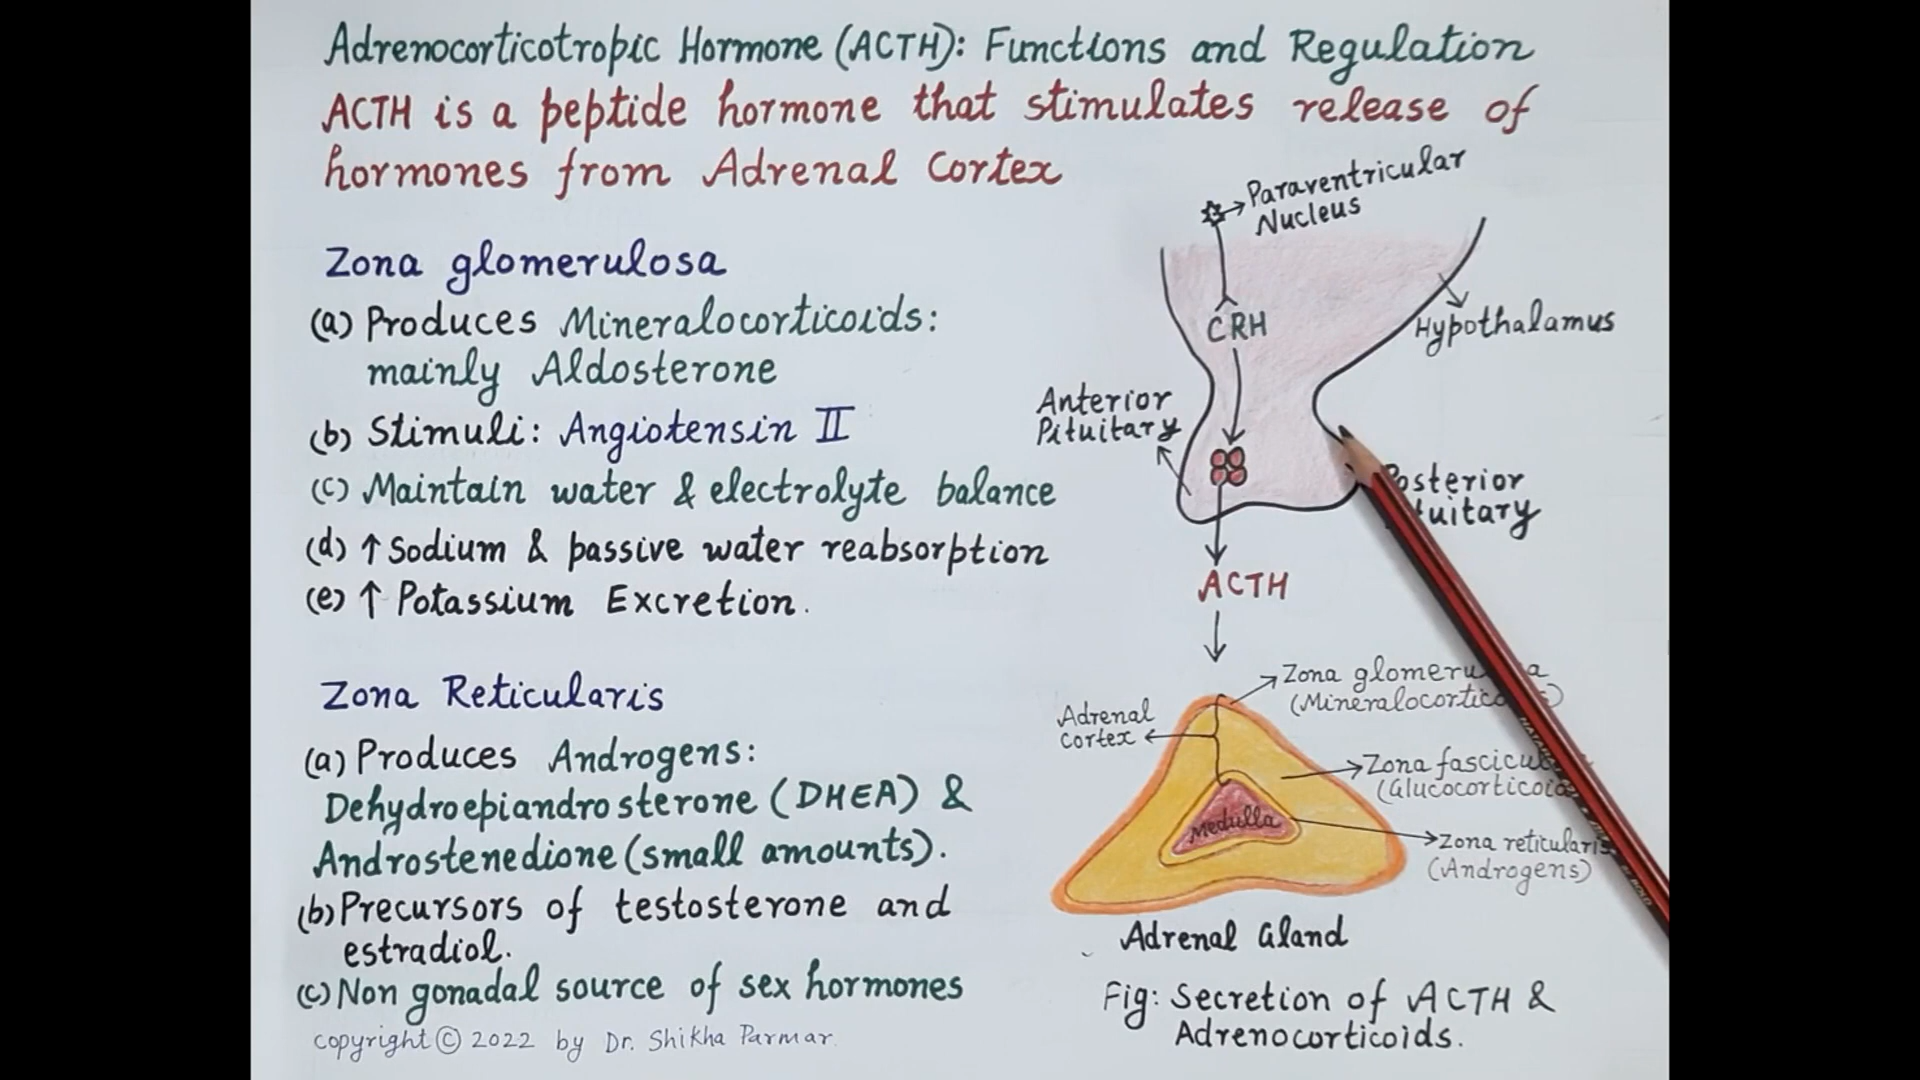 Adrenocorticotropic Hormone (ACTH): Functions and Regulation
ACTH is a peptide hormone that stimulates release of
hormones from Adrenal Cortex
Zona glomerulosa
(a) Produces Mineralocorticoids:
mainly Aldosterone
(b) Stimuli: Angiotensin II
(c) Maintain water & electrolyte balance
(d) ↑ Sodium & passive water reabsorption
(e) ↑ Potassium Excretion.
Zona Reticularis
(a) Produces Androgens:
Dehydroepiandrosterone (DHEA) &
Androstenedione (small amounts).
(b) Precursors of testosterone and
estradiol.
(c) Non gonadal source of sex hormones
copyright © 2022 by Dr. Shikha Parmar.
Paraventricular
Nucleus
CRH
Hypothalamus
Anterior
Pituitary
ACTH
Adrenal
Cortex
Zona
Medulla
Zona
Zona reticularis
(Androgens)
Adrenal Gland
Fig: Secretion of ACTH &
Adrenocorticoids.